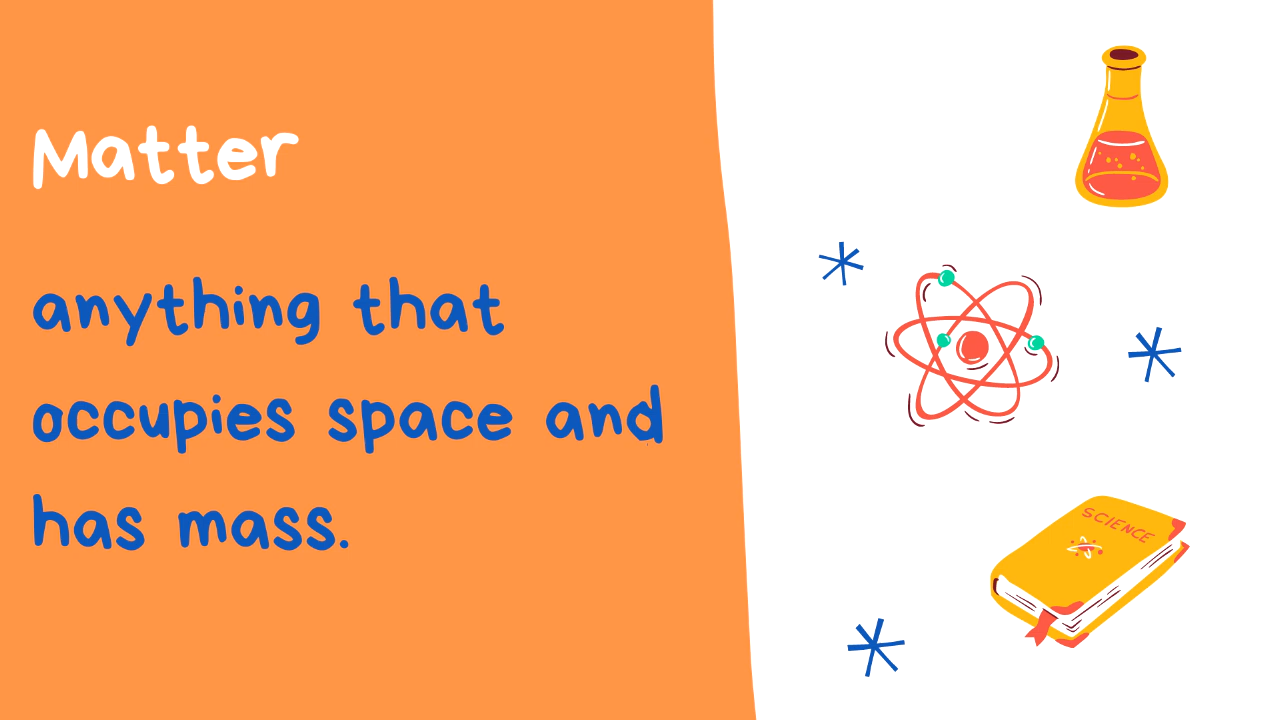 Matter
anything that
occupies space and
has mass.
SCIENCE